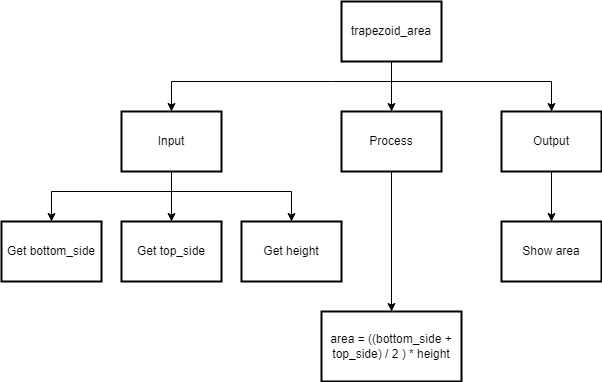 trapezoid_area
Input
Process
Output
Get bottom_side
Get top_side
Get height
Show area
area = ((bottom_side +
top_side) / 2 ) * height